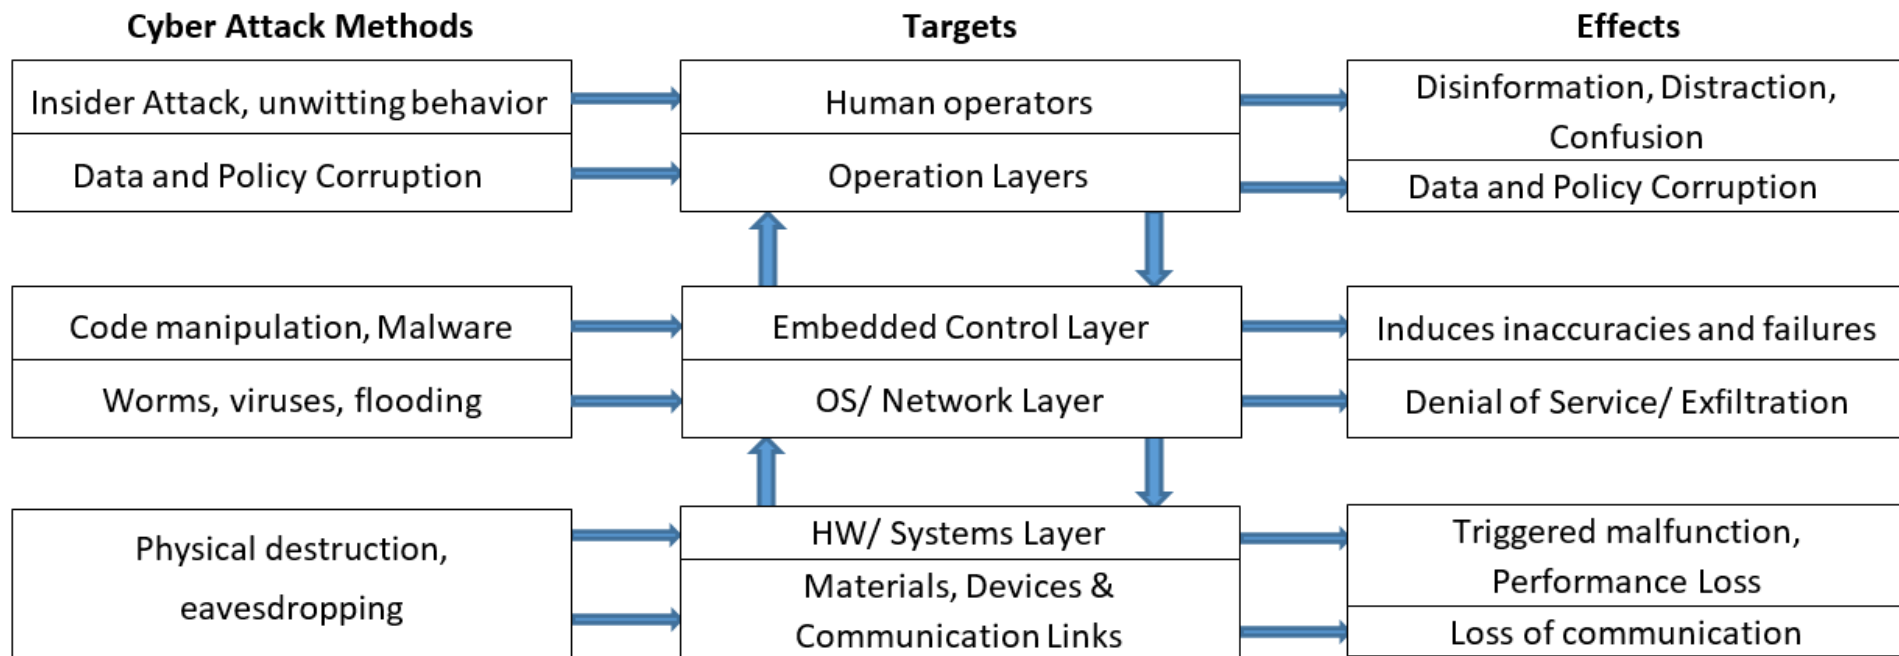 Cyber Attack Methods
Targets
Effects
Insider Attack, unwitting behavior
Human operators
Disinformation, Distraction,
Confusion
Data and Policy Corruption
Operation Layers
Data and Policy Corruption
Code manipulation, Malware
Embedded Control Layer
Induces inaccuracies and failures
Worms, viruses, flooding
OS/ Network Layer
Denial of Service/ Exfiltration
Physical destruction,
eavesdropping
HW/ Systems Layer
Triggered malfunction,
Performance Loss
Materials, Devices &
Communication Links
Loss of communication